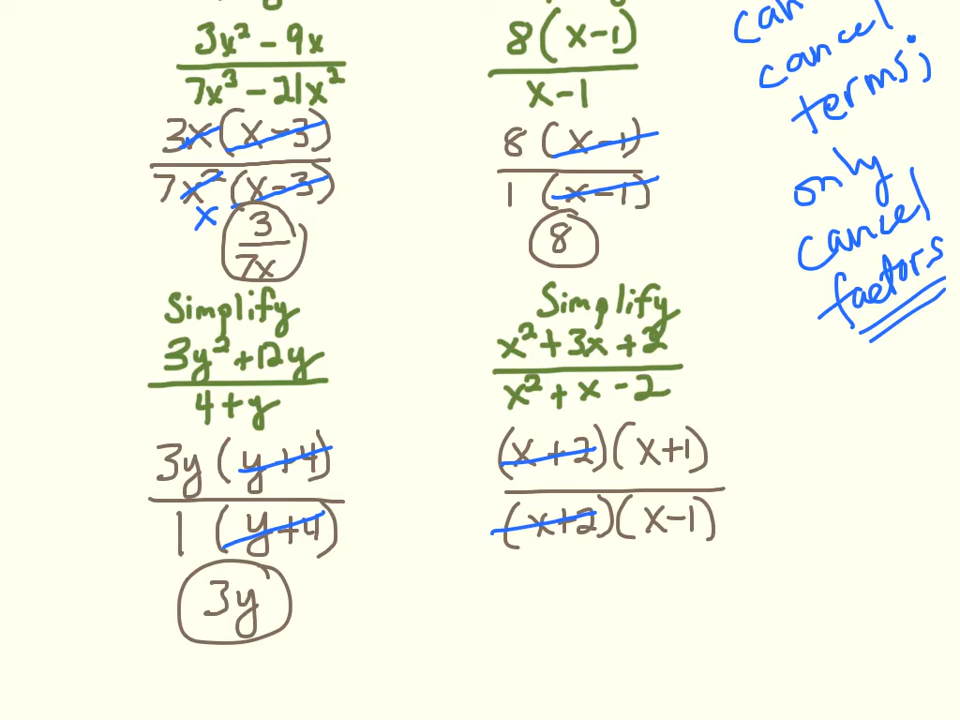 3x² - 9x
7x³ - 21x²
3x(x-3)
7x²(x-3)
x
3
7x
8(x-1)
x-1
8(x-1)
1(x-1)
8
can
cancel
terms;
only
cancel
factors
Simplify
3y² + 12y
4+y
3y(y+4)
1(y+4)
3y
Simplify
x² + 3x + 2
x² + x - 2
(x+2)(x+1)
(x+2)(x-1)